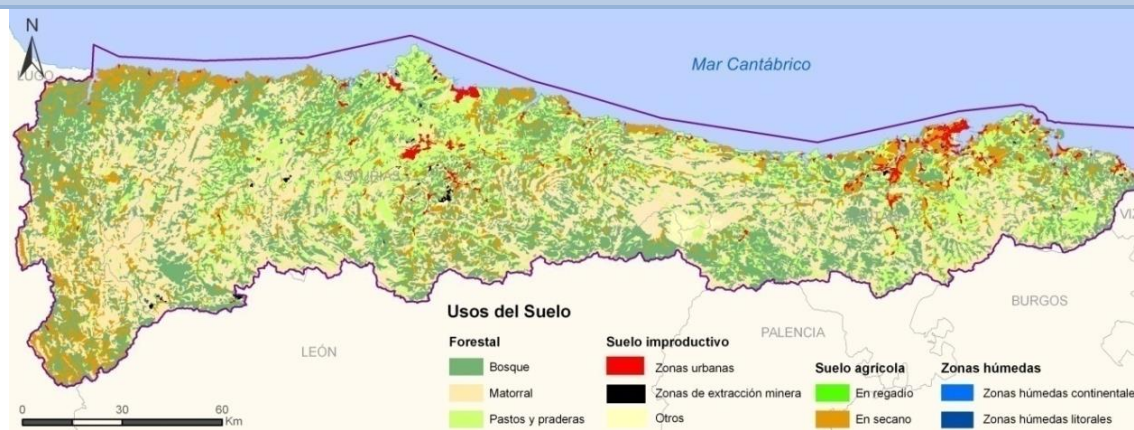 N
LUGO
Mar Cantábrico
ASTURIAS
BURGOS
PALENCIA
LEÓN
Usos del Suelo
Forestal
Bosque
Matorral
Pastos y praderas
Suelo improductivo
Zonas urbanas
Zonas de extracción minera
Otros
Suelo agrícola
En regadío
En secano
Zonas húmedas
Zonas húmedas continentale
Zonas húmedas litorales
0 30 60
Km